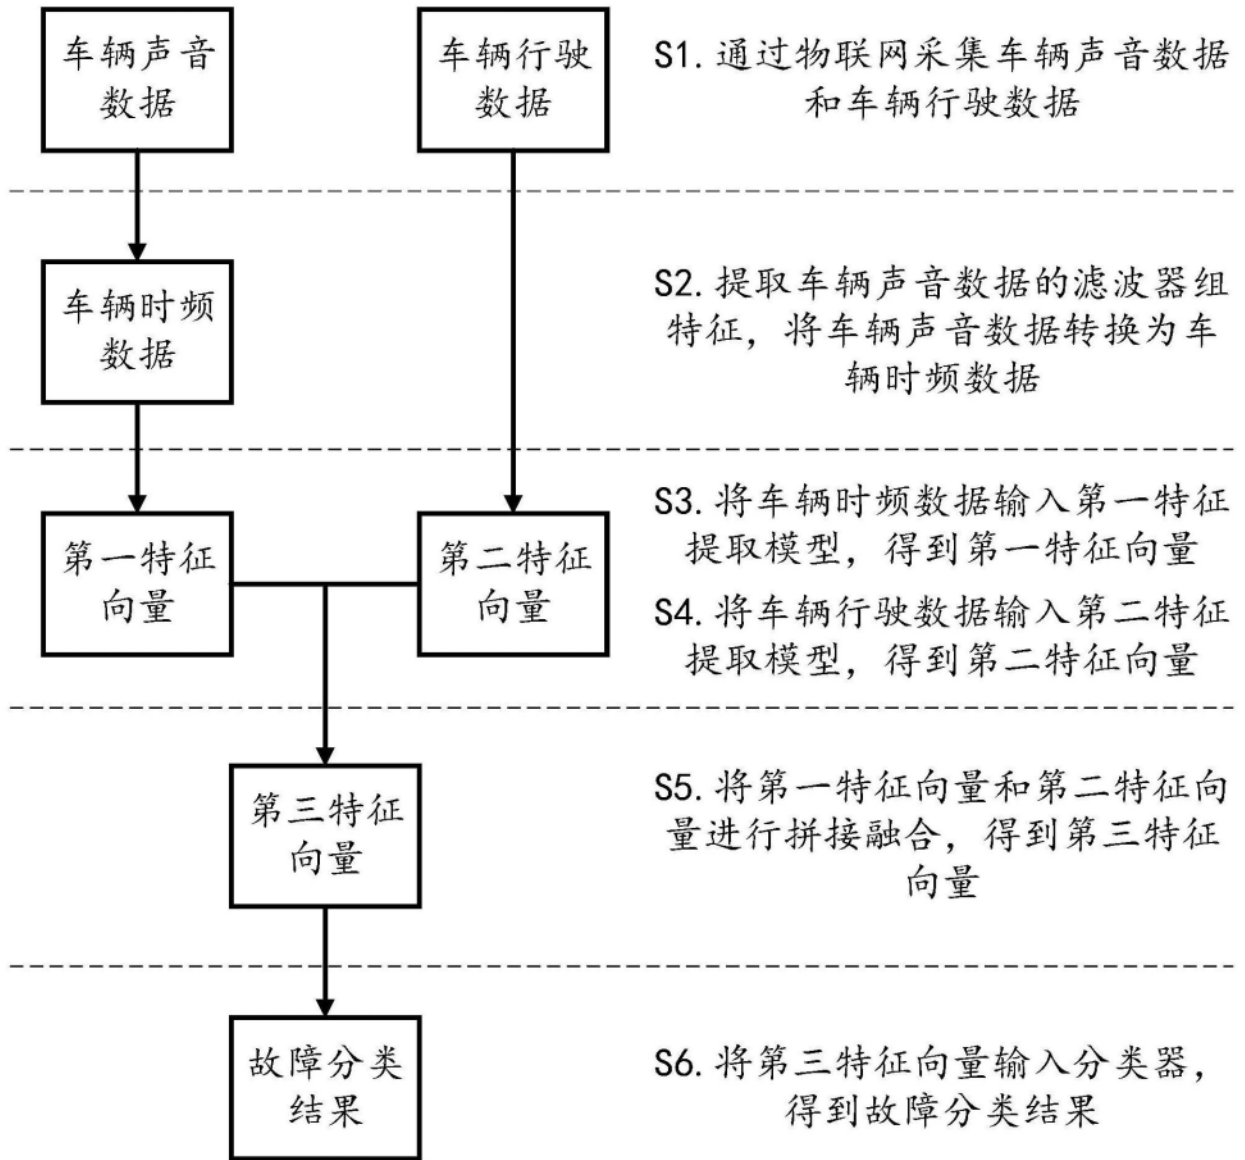 车辆声音
数据
车辆行驶
数据
S1. 通过物联网采集车辆声音数据
和车辆行驶数据
车辆时频
数据
S2. 提取车辆声音数据的滤波器组
特征，将车辆声音数据转换为车
辆时频数据
第一特征
向量
第二特征
向量
S3. 将车辆时频数据输入第一特征
提取模型，得到第一特征向量
S4. 将车辆行驶数据输入第二特征
提取模型，得到第二特征向量
第三特征
向量
S5. 将第一特征向量和第二特征向
量进行拼接融合，得到第三特征
向量
故障分类
结果
S6. 将第三特征向量输入分类器，
得到故障分类结果